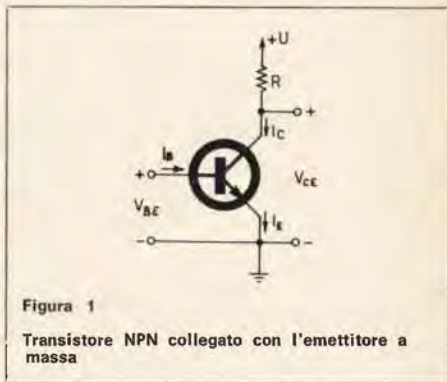 +U
R
+
IC
IB
+
VCE
VBE
IE
-
-
Figura 1
Transistore NPN collegato con l'emettitore a
massa